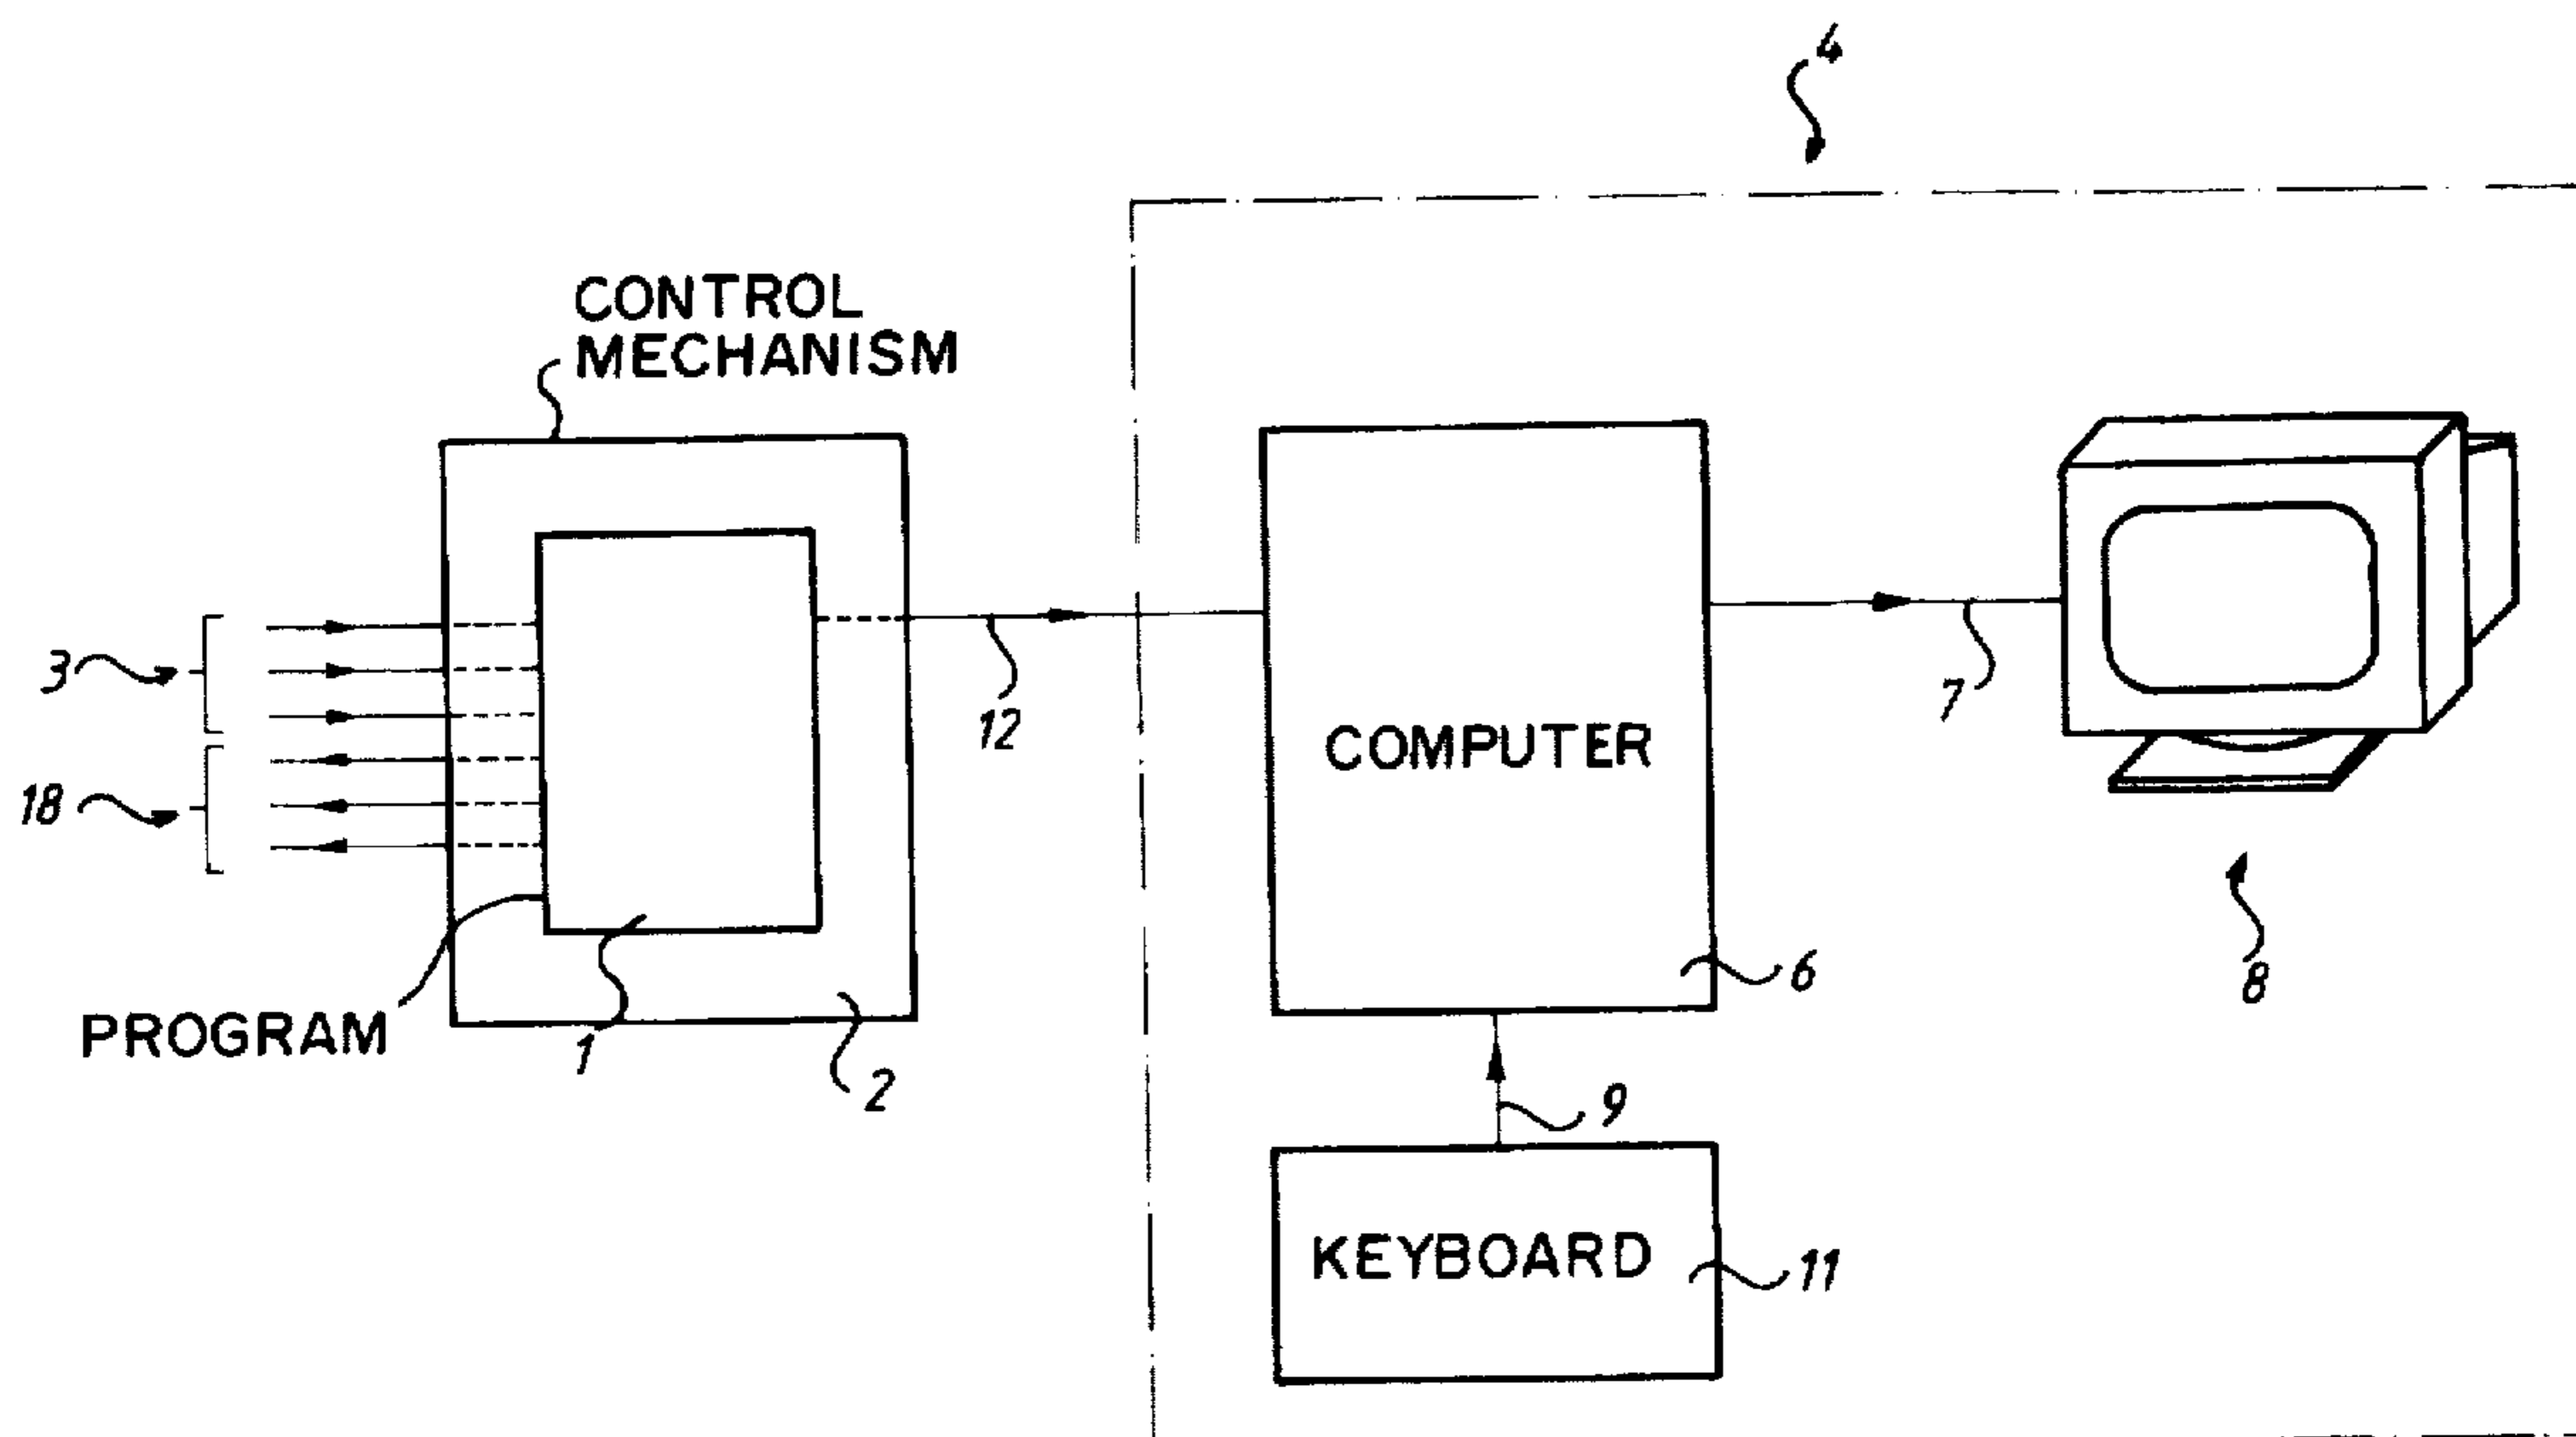 4
CONTROL
MECHANISM
3
12
7
COMPUTER
18
6
8
PROGRAM
1
2
9
KEYBOARD
11